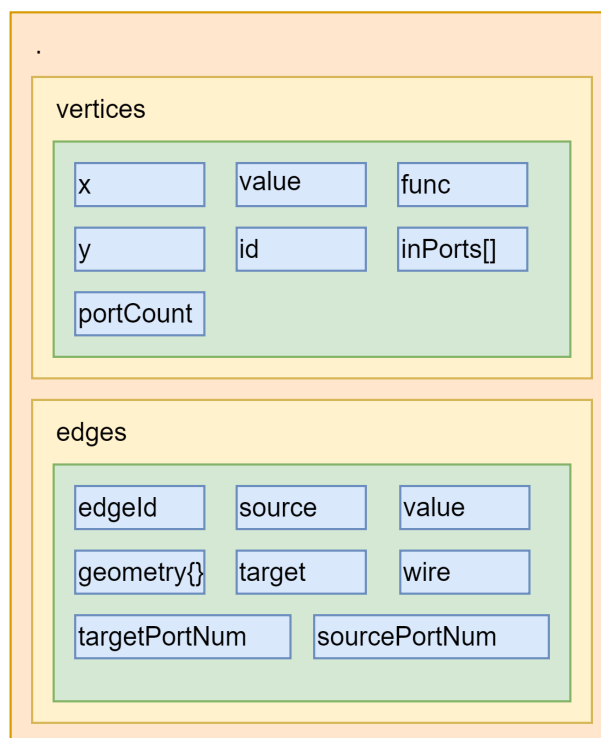 .
vertices
x value func
y id inPorts[]
portCount
edges
edgeId source value
geometry{} target wire
targetPortNum sourcePortNum